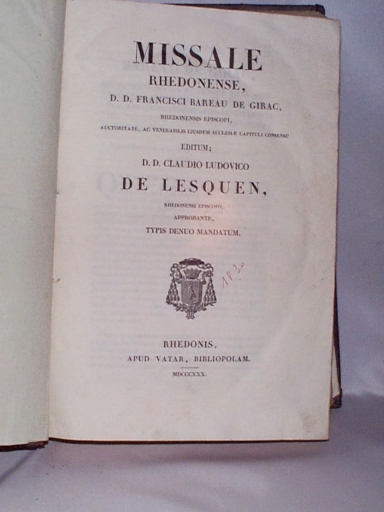 MISSALE
RHEDONENSE,
D. D. FRANCISCI BAREAU DE GIRAC,
RHEDONENSIS EPISCOPI,
AUCTORITATE, AC VENERABILIS EJUSDEM ECCLESIÆ CAPITULI CONSENSU
EDITUM;
D. D. CLAUDIO LUDOVICO
DE LESQUEN,
RHEDONENSI EPISCOPO,
APPROBANTE,
TYPIS DENUO MANDATUM.
RHEDONIS,
APUD VATAR, BIBLIOPOLAM.
MDCCCXXX.